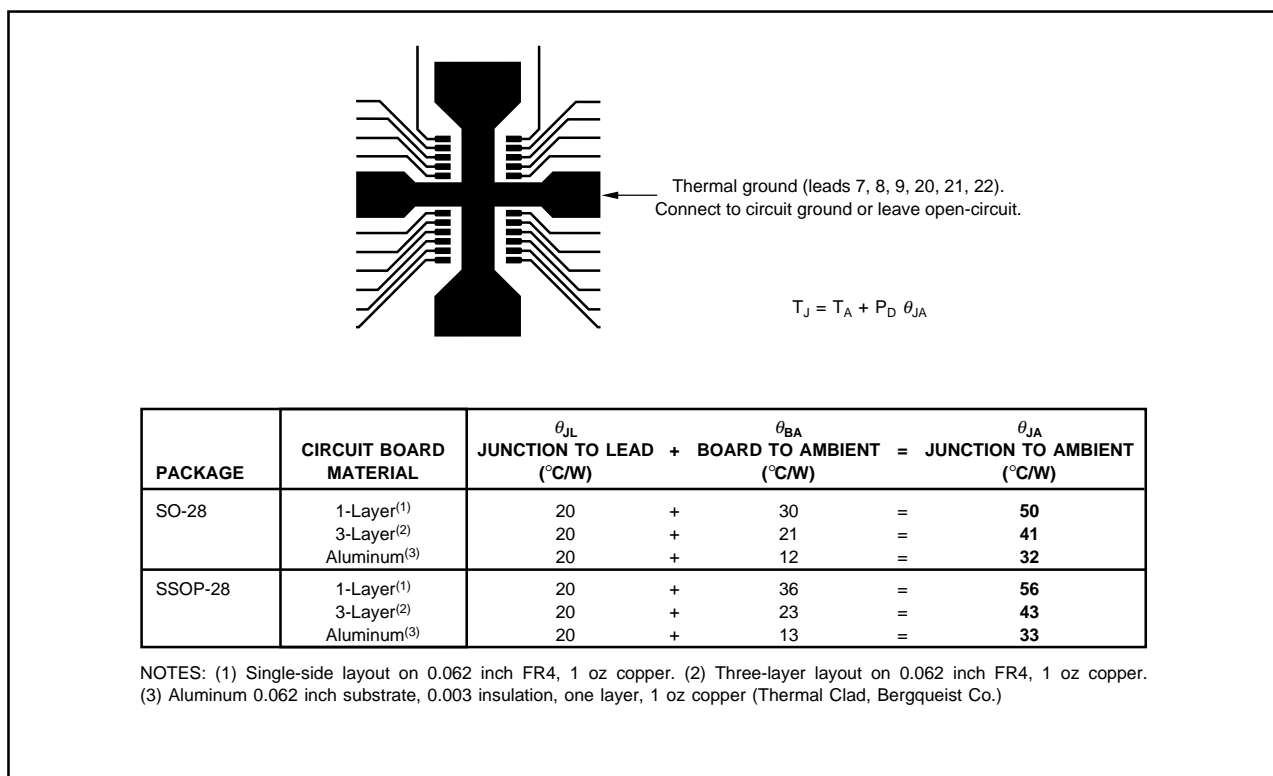 Thermal ground (leads 7, 8, 9, 20, 21, 22).
Connect to circuit ground or leave open-circuit.
T_J = T_A + P_D θ_JA
PACKAGE CIRCUIT BOARD MATERIAL θ_JL JUNCTION TO LEAD (°C/W) + θ_BA BOARD TO AMBIENT (°C/W) = θ_JA JUNCTION TO AMBIENT (°C/W)
SO-28 1-Layer(1) 20 + 30 = 50
3-Layer(2) 20 + 21 = 41
Aluminum(3) 20 + 12 = 32
SSOP-28 1-Layer(1) 20 + 36 = 56
3-Layer(2) 20 + 23 = 43
Aluminum(3) 20 + 13 = 33
NOTES: (1) Single-side layout on 0.062 inch FR4, 1 oz copper. (2) Three-layer layout on 0.062 inch FR4, 1 oz copper.
(3) Aluminum 0.062 inch substrate, 0.003 insulation, one layer, 1 oz copper (Thermal Clad, Bergqueist Co.)